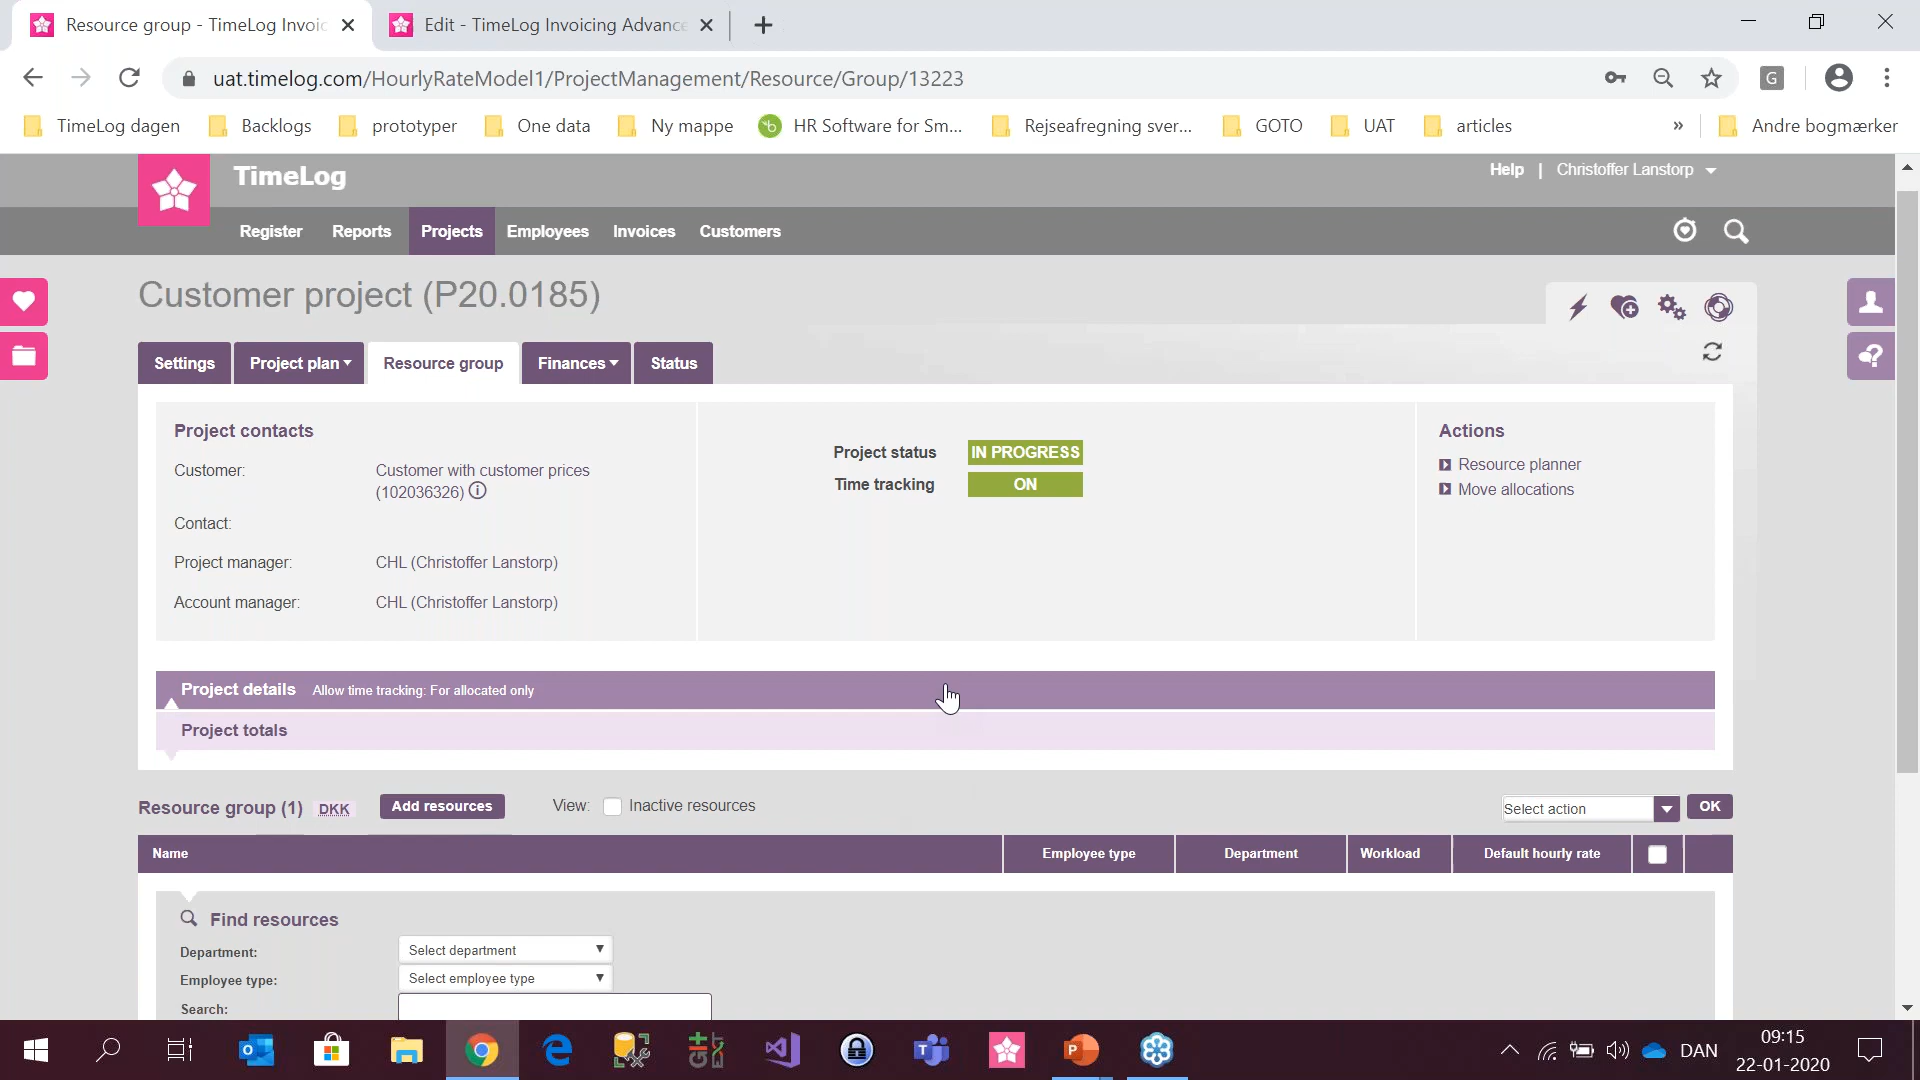 Resource group - TimeLog Invoic
Edit - TimeLog Invoicing Advance
uat.timelog.com/HourlyRateModel1/ProjectManagement/Resource/Group/13223
G
TimeLog dagen
Backlogs
prototyper
One data
Ny mappe
HR Software for Sm...
Rejseafregning sver...
GOTO
UAT
articles
»
Andre bogmærker
TimeLog
Help | Christoffer Lanstorp
Register
Reports
Projects
Employees
Invoices
Customers
Customer project (P20.0185)
Settings
Project plan
Resource group
Finances
Status
Project contacts
Customer:
Customer with customer prices
(102036326)
Contact:
Project manager:
CHL (Christoffer Lanstorp)
Account manager:
CHL (Christoffer Lanstorp)
Project status
IN PROGRESS
Time tracking
ON
Actions
Resource planner
Move allocations
Project details
Allow time tracking: For allocated only
Project totals
Resource group (1)
DKK
Add resources
View:
Inactive resources
Select action
OK
Name
Employee type
Department
Workload
Default hourly rate
Find resources
Department:
Select department
Employee type:
Select employee type
Search:
DAN
09:15
22-01-2020